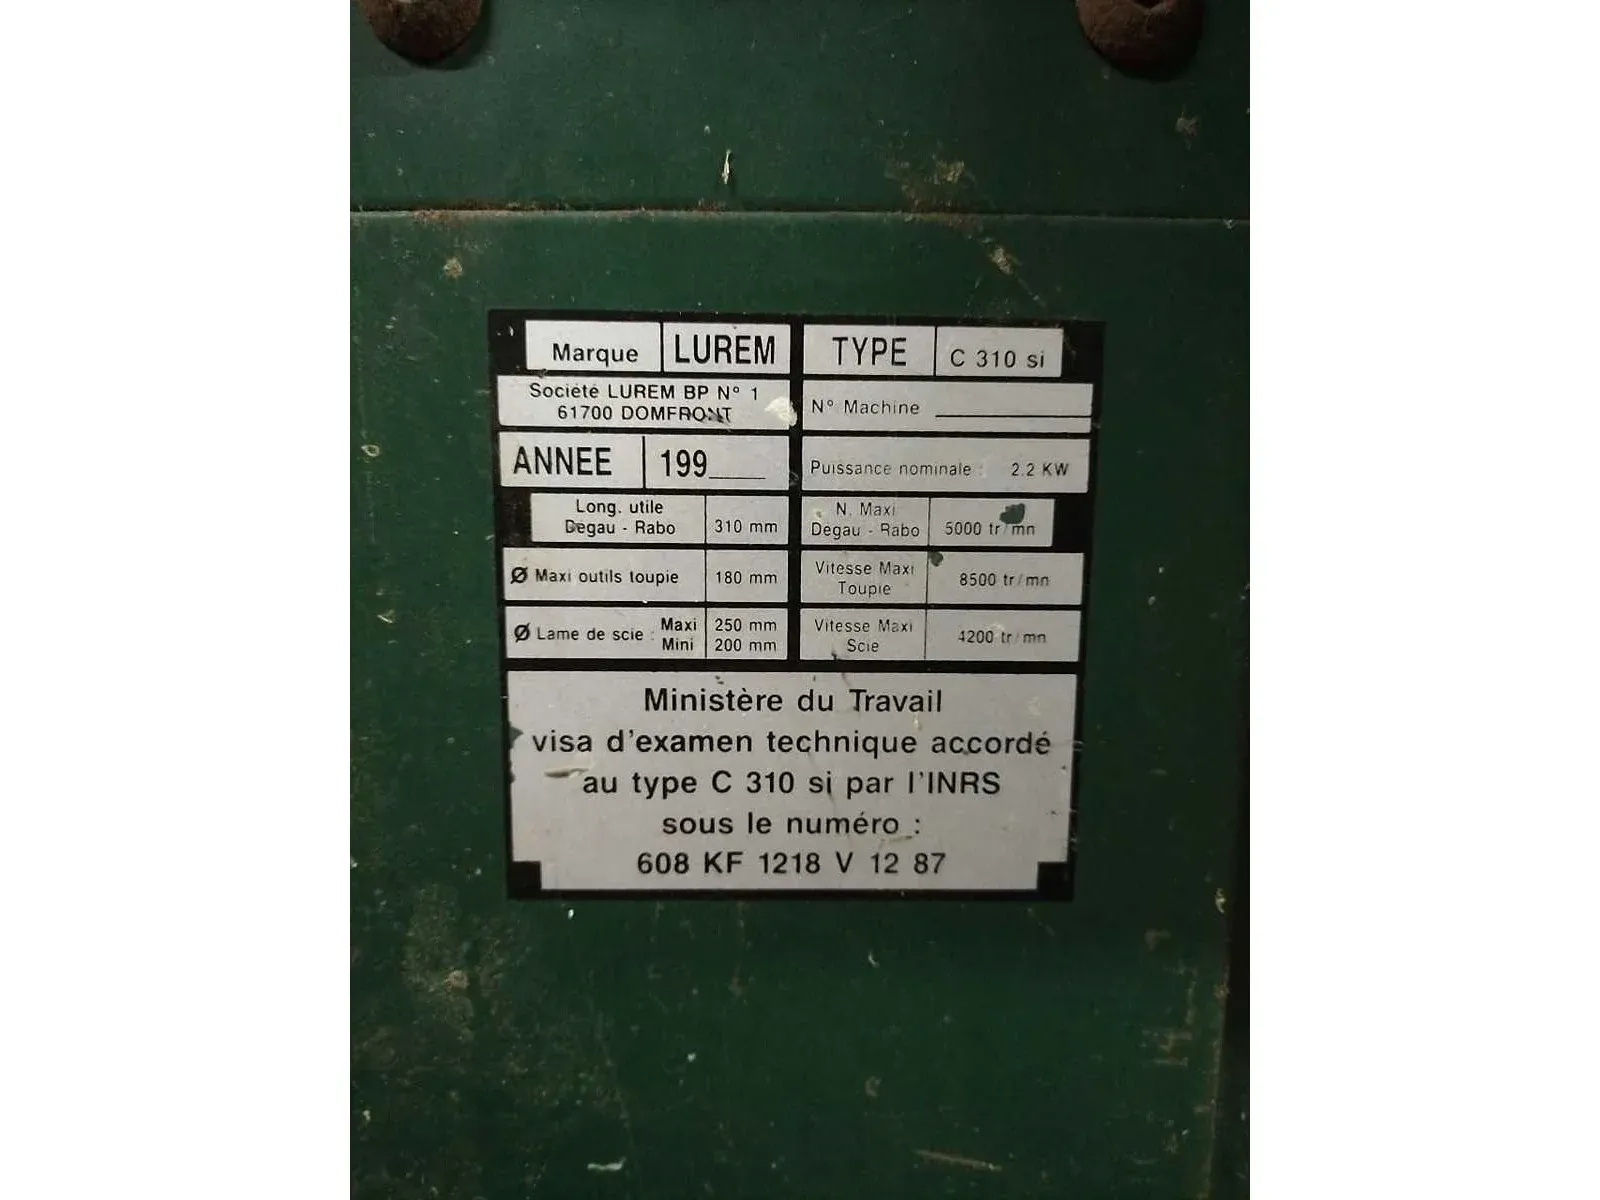 Marque LUREM TYPE C 310 si
Société LUREM BP N° 1
61700 DOMFRONT
N° Machine
ANNEE 199
Puissance nominale : 2.2 KW
Long. utile
Degau - Rabo 310 mm
N. Maxi
Degau - Rabo 5000 tr/mn
Ø Maxi outils toupie 180 mm
Vitesse Maxi
Toupie 8500 tr/mn
Ø Lame de scie : Maxi 250 mm
Mini 200 mm
Vitesse Maxi
Scie 4200 tr/mn
Ministère du Travail
visa d'examen technique accordé
au type C 310 si par l'INRS
sous le numéro :
608 KF 1218 V 12 87